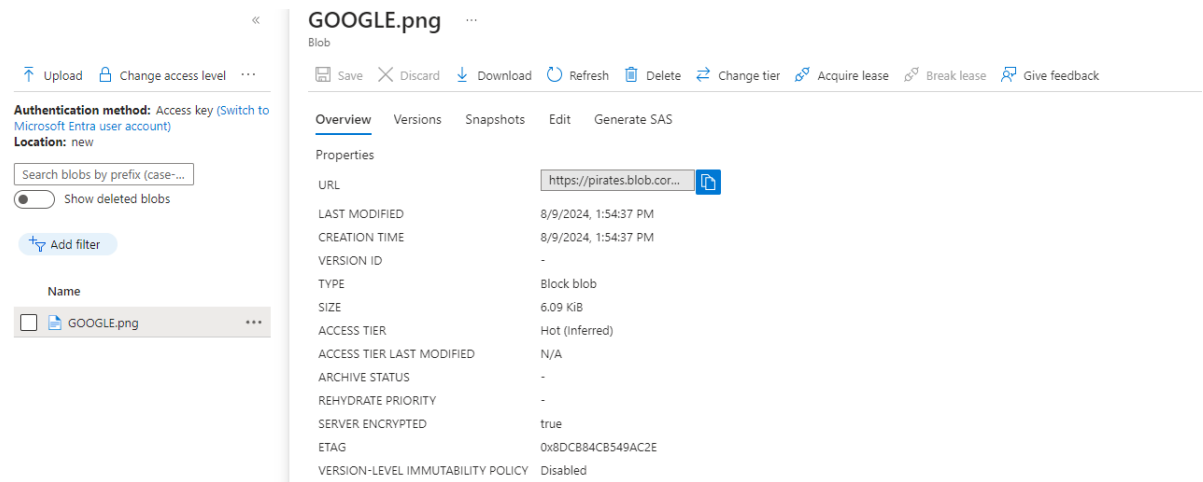 «
Upload Change access level ...
Authentication method: Access key (Switch to
Microsoft Entra user account)
Location: new
Search blobs by prefix (case-...
Show deleted blobs
Add filter
Name
GOOGLE.png ...
GOOGLE.png ...
Blob
Save Discard Download Refresh Delete Change tier Acquire lease Break lease Give feedback
Overview Versions Snapshots Edit Generate SAS
Properties
URL https://pirates.blob.cor...
LAST MODIFIED 8/9/2024, 1:54:37 PM
CREATION TIME 8/9/2024, 1:54:37 PM
VERSION ID -
TYPE Block blob
SIZE 6.09 KiB
ACCESS TIER Hot (Inferred)
ACCESS TIER LAST MODIFIED N/A
ARCHIVE STATUS -
REHYDRATE PRIORITY -
SERVER ENCRYPTED true
ETAG 0x8DCB84CB549AC2E
VERSION-LEVEL IMMUTABILITY POLICY Disabled